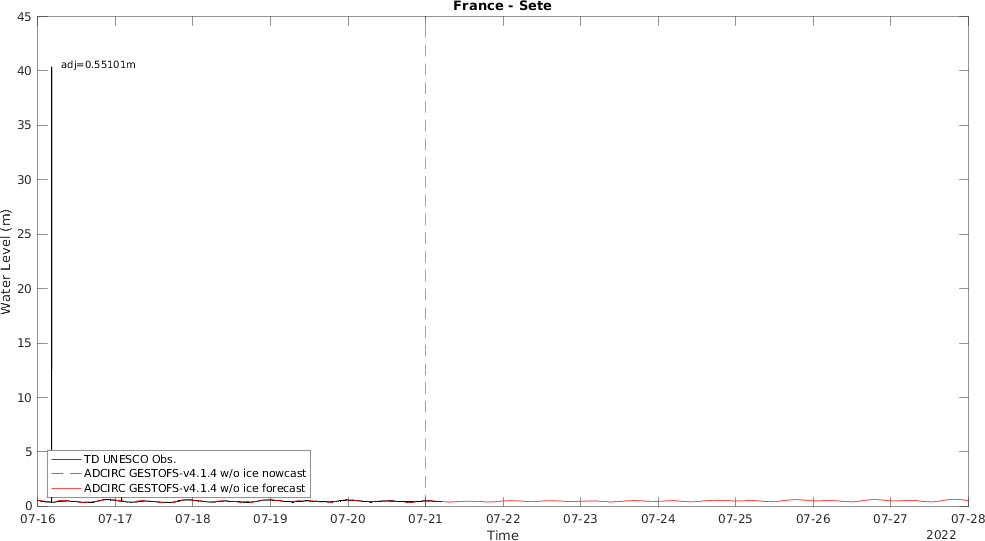 France - Sete
45
40
35
30
25
20
15
10
5
0
Water Level (m)
adj=0.55101m
TD UNESCO Obs.
ADCIRC GESTOFS-v4.1.4 w/o ice nowcast
ADCIRC GESTOFS-v4.1.4 w/o ice forecast
07-16 07-17 07-18 07-19 07-20 07-21 07-22 07-23 07-24 07-25 07-26 07-27 07-28
Time
2022